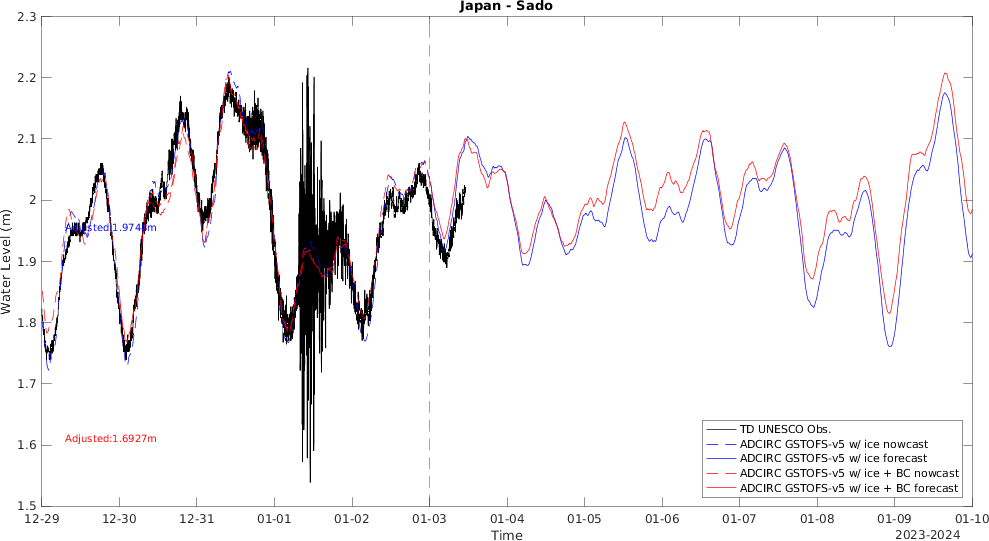 Japan - Sado
2.3
2.2
2.1
2
1.9
1.8
1.7
1.6
1.5
Water Level (m)
Adjusted:1.9748m
Adjusted:1.6927m
TD UNESCO Obs.
ADCIRC GSTOFS-v5 w/ ice nowcast
ADCIRC GSTOFS-v5 w/ ice forecast
ADCIRC GSTOFS-v5 w/ ice + BC nowcast
ADCIRC GSTOFS-v5 w/ ice + BC forecast
12-29 12-30 12-31 01-01 01-02 01-03 01-04 01-05 01-06 01-07 01-08 01-09 01-10
Time
2023-2024